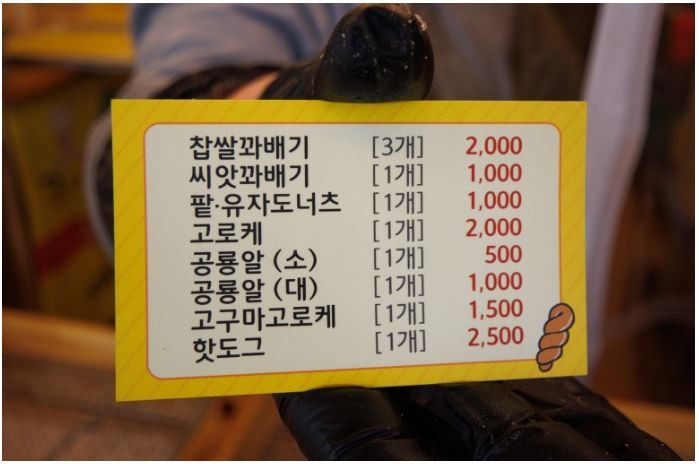 찹쌀꽈배기 [3개] 2,000
씨앗꽈배기 [1개] 1,000
팥·유자도너츠 [1개] 1,000
고로케 [1개] 2,000
공룡알 (소) [1개] 500
공룡알 (대) [1개] 1,000
고구마고로케 [1개] 1,500
핫도그 [1개] 2,500